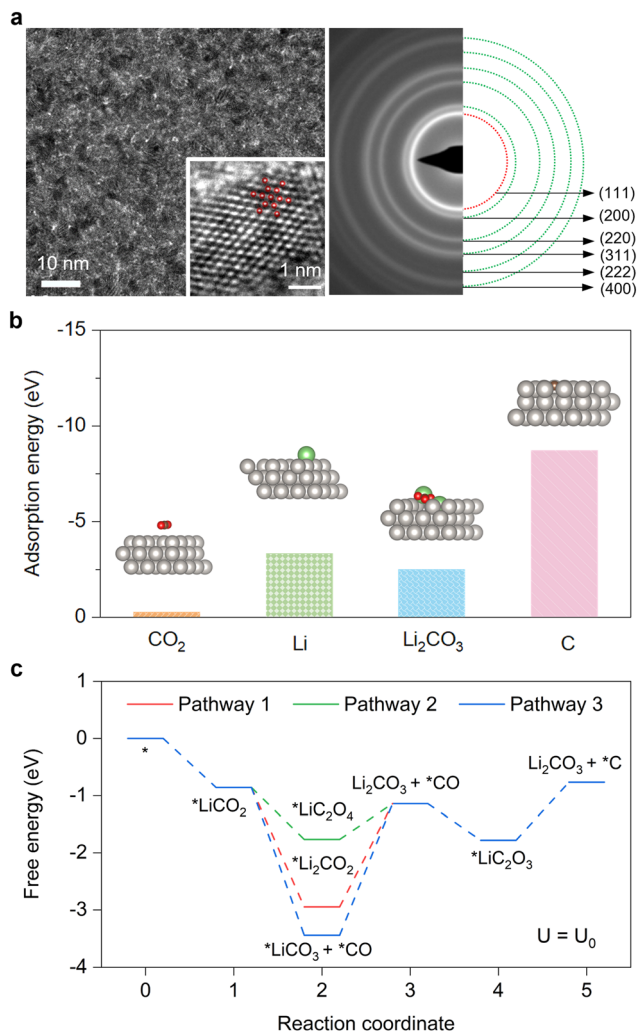 a
10 nm
1 nm
(111)
(200)
(220)
(311)
(222)
(400)
b
Adsorption energy (eV)
-15
-10
-5
0
CO₂
Li
Li₂CO₃
C
c
Pathway 1
Pathway 2
Pathway 3
Free energy (eV)
1
0
-1
-2
-3
-4
*
*LiCO₂
*LiC₂O₄
*Li₂CO₂
*LiCO₃ + *CO
Li₂CO₃ + *CO
*LiC₂O₃
Li₂CO₃ + *C
U = U₀
0
1
2
3
4
5
Reaction coordinate